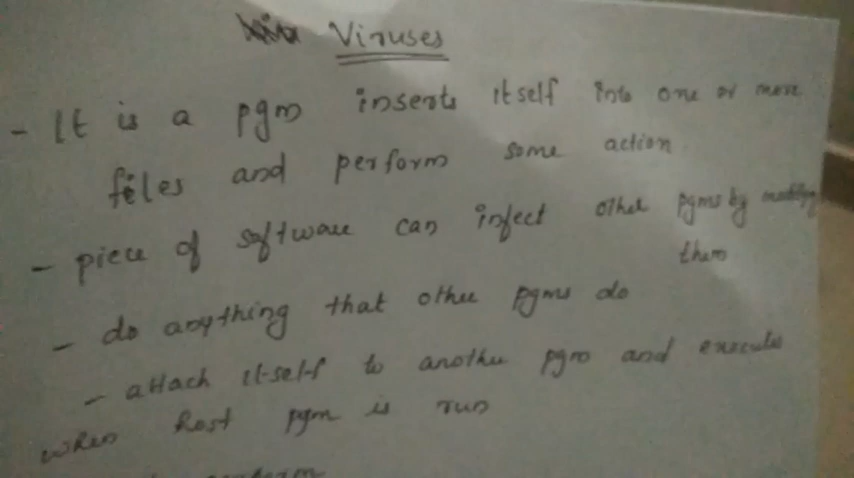 Viruses
- It is a pgm inserts itself into one or more
files and perform some action
- piece of software can infect other pgms by modifying
them
- do anything that other pgms do
- attach itself to another pgm and executes
when host pgm is run
perform